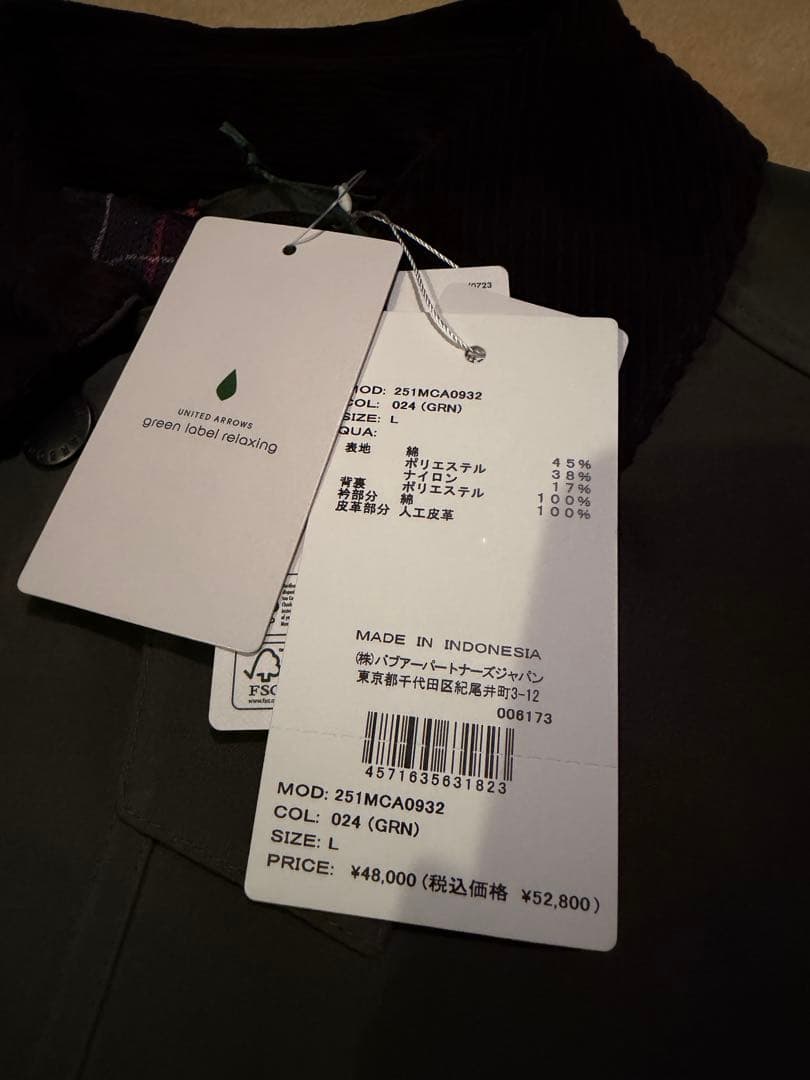 UNITED ARROWS
green label relaxing
0723
MOD: 251MCA0932
COL: 024 (GRN)
SIZE: L
QUA:
表地 綿 45%
ポリエステル 38%
ナイロン 17%
背裏 ポリエステル 100%
衿部分 綿 100%
皮革部分 人工皮革
MADE IN INDONESIA
(株)バブアーパートナーズジャパン
東京都千代田区紀尾井町3-12
006173
4571635631823
MOD: 251MCA0932
COL: 024 (GRN)
SIZE: L
PRICE: ¥48,000 (税込価格 ¥52,800)
FSC